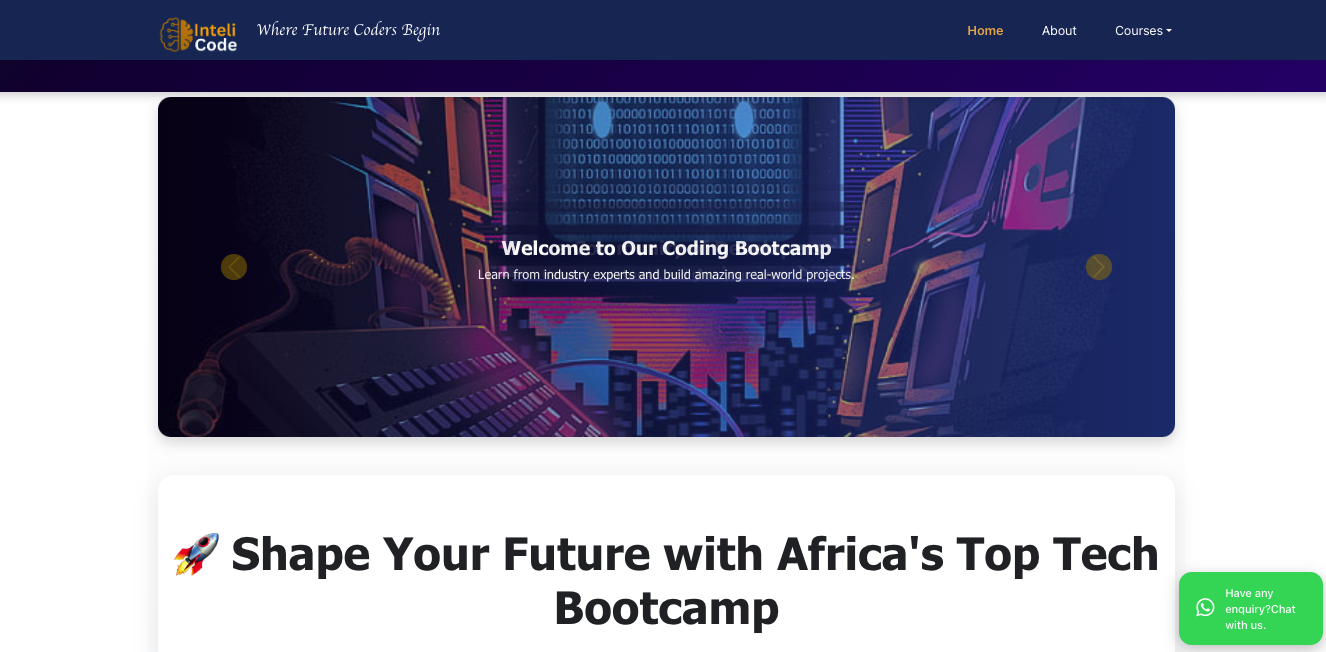 Inteli
Code
Where Future Coders Begin
Home
About
Courses
Welcome to Our Coding Bootcamp
Learn from industry experts and build amazing real-world projects.
🚀 Shape Your Future with Africa's Top Tech
Bootcamp
Have any
enquiry?Chat
with us.